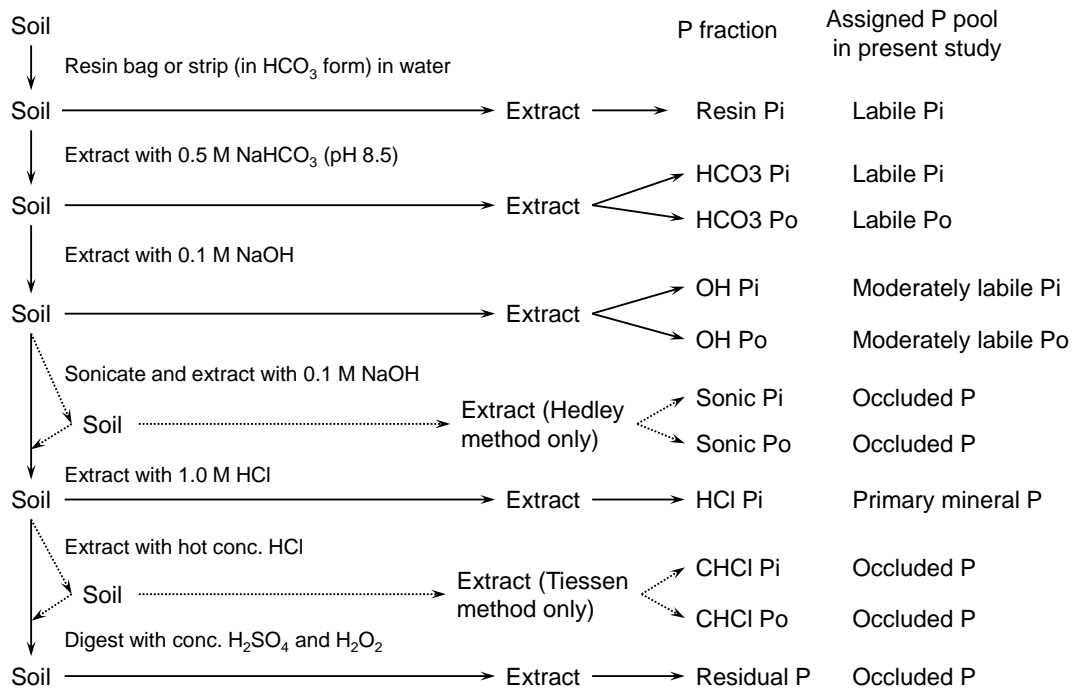 Soil
P fraction
Assigned P pool
in present study
Resin bag or strip (in HCO₃ form) in water
Soil Extract Resin Pi Labile Pi
Extract with 0.5 M NaHCO₃ (pH 8.5)
HCO3 Pi Labile Pi
Soil Extract
HCO3 Po Labile Po
Extract with 0.1 M NaOH
OH Pi Moderately labile Pi
Soil Extract
OH Po Moderately labile Po
Sonicate and extract with 0.1 M NaOH
Sonic Pi Occluded P
Soil
Extract (Hedley
method only)
Sonic Po Occluded P
Extract with 1.0 M HCl
Soil Extract HCl Pi Primary mineral P
Extract with hot conc. HCl
CHCl Pi Occluded P
Soil
Extract (Tiessen
method only)
CHCl Po Occluded P
Digest with conc. H₂SO₄ and H₂O₂
Soil Extract Residual P Occluded P